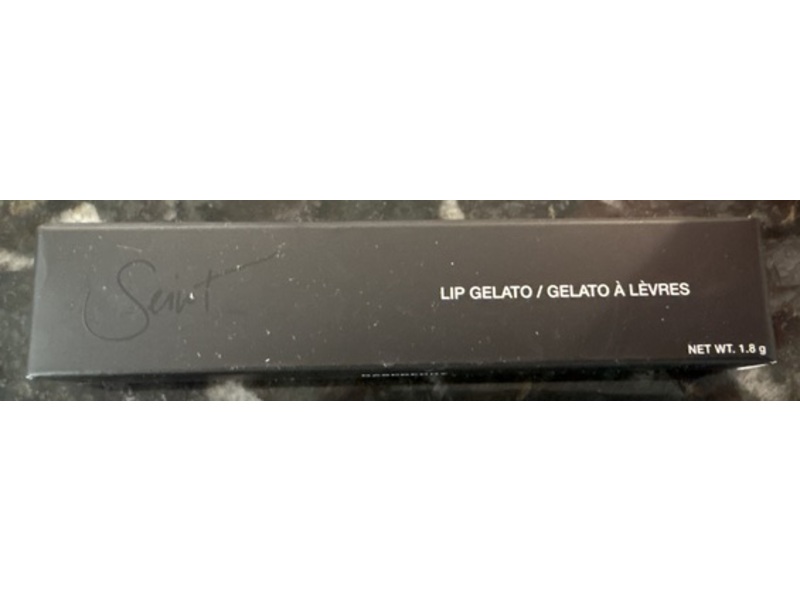 Seint
LIP GELATO / GELATO À LÈVRES
NET WT. 1.8 g